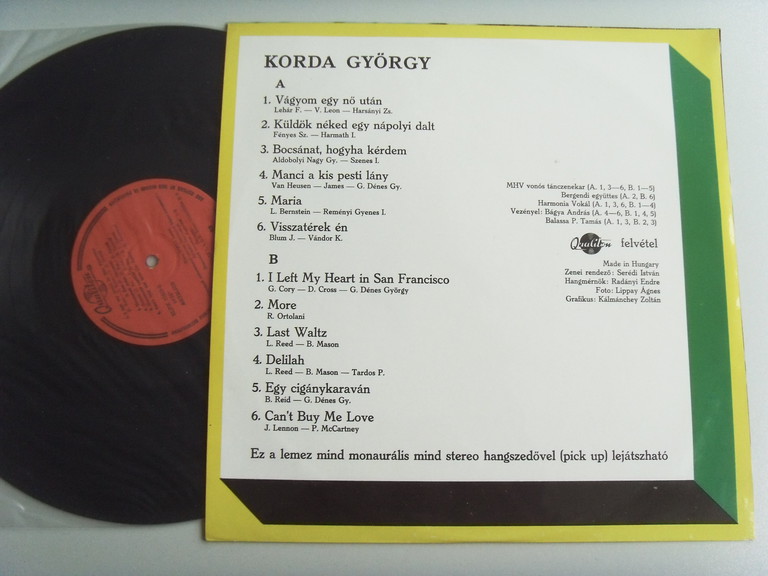 KORDA GYÖRGY
A
1. Vágyom egy nő után
Lehár F. — V. Leon — Harsányi Zs.
2. Küldök néked egy nápolyi dalt
Fényes Sz. — Harmath I.
3. Bocsánat, hogyha kérdem
Aldobolyi Nagy Gy. — Szenes I.
4. Manci a kis pesti lány
Van Heusen — James — G. Dénes Gy.
5. Maria
L. Bernstein — Reményi Gyenes I.
6. Visszatérek én
Blum J. — Vándor K.
B
1. I Left My Heart in San Francisco
G. Cory — D. Cross — G. Dénes György
2. More
R. Ortolani
3. Last Waltz
L. Reed — B. Mason
4. Delilah
L. Reed — B. Mason — Tardos P.
5. Egy cigánykaraván
B. Reid — G. Dénes Gy.
6. Can't Buy Me Love
J. Lennon — P. McCartney
MHV vonós tánczenekar (A. 1, 3—6, B. 1—5)
Bergendi együttes (A. 2, B. 6)
Harmonia Vokál (A. 1, 3, 6, B. 1—4)
Vezényel: Bágya András (A. 4—6, B. 1, 4, 5)
Balassa P. Tamás (A. 1, 3, B. 2, 3)
Qualiton felvétel
Made in Hungary
Zenei rendező: Serédi István
Hangmérnök: Radányi Endre
Foto: Lippay Ágnes
Grafikus: Kálmánchey Zoltán
Ez a lemez mind monaurális mind stereo hangszedővel (pick up) lejátszható
Qualiton